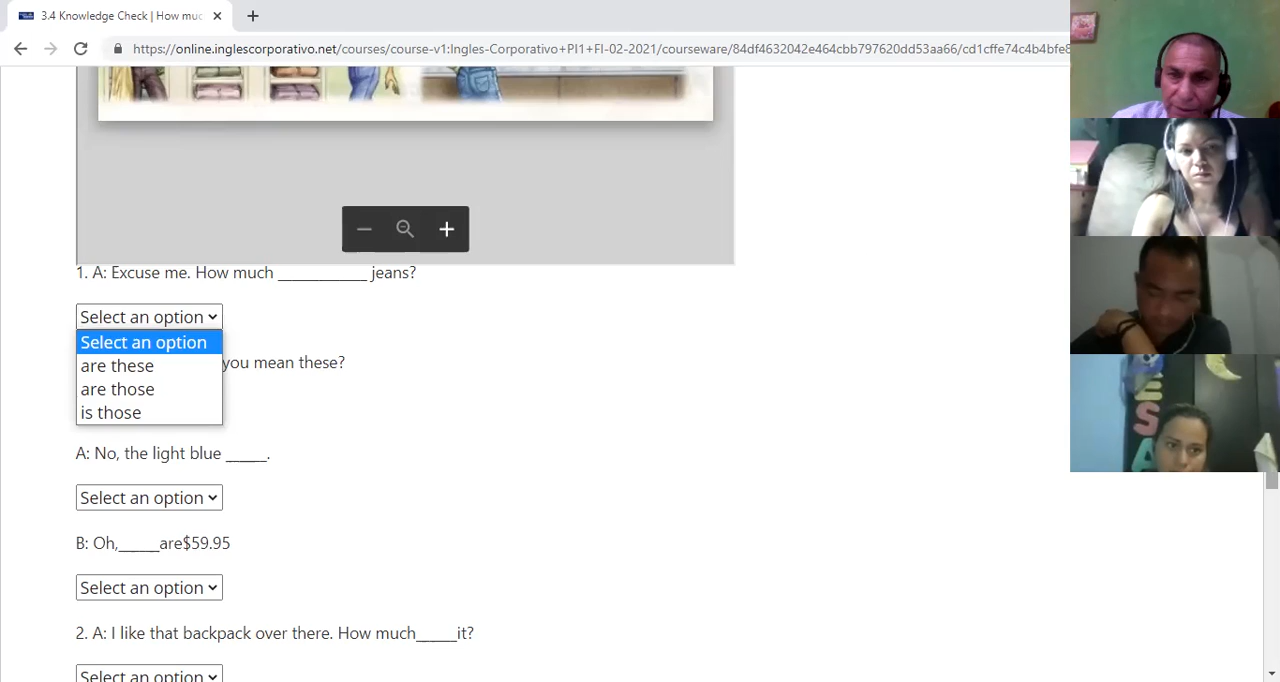 3.4 Knowledge Check | How muc
https://online.inglescorporativo.net/courses/course-v1:Ingles-Corporativo+PI1+FI-02-2021/courseware/84df4632042e464cbb797620dd53aa66/cd1cffe74c4b4bfe8
1. A: Excuse me. How much ___________ jeans?
Select an option
Select an option
are these
are those
is those
you mean these?
A: No, the light blue _____.
Select an option
B: Oh,_____are$59.95
Select an option
2. A: I like that backpack over there. How much_____it?
Select an option